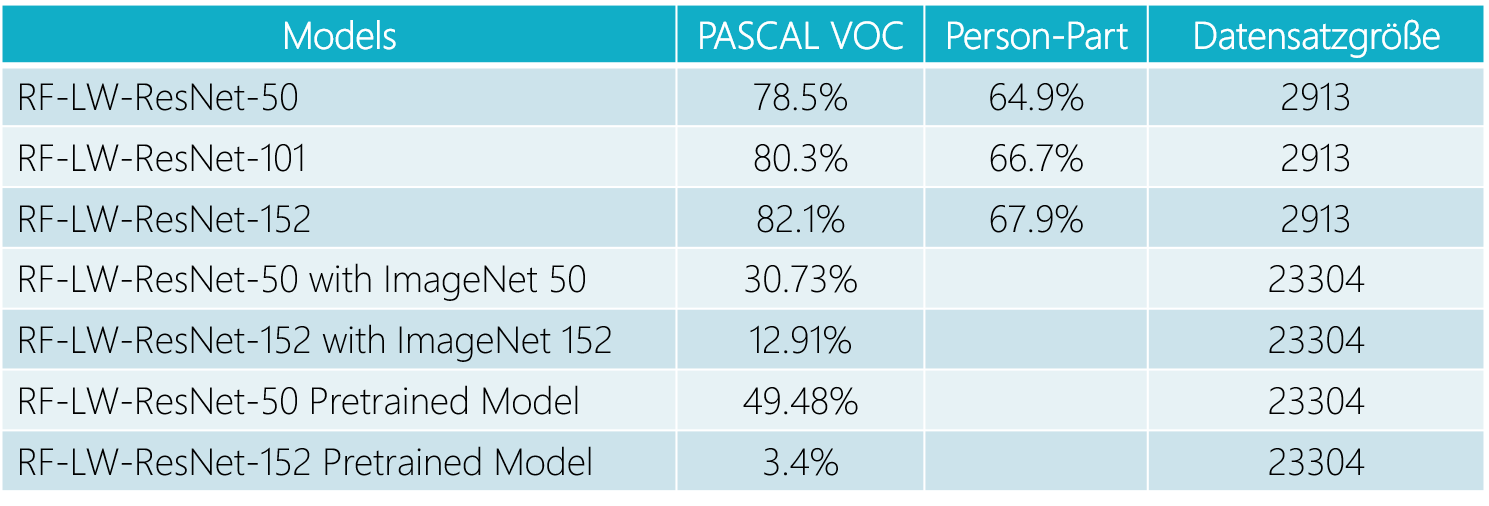 Models PASCAL VOC Person-Part Datensatzgröße
RF-LW-ResNet-50 78.5% 64.9% 2913
RF-LW-ResNet-101 80.3% 66.7% 2913
RF-LW-ResNet-152 82.1% 67.9% 2913
RF-LW-ResNet-50 with ImageNet 50 30.73% 23304
RF-LW-ResNet-152 with ImageNet 152 12.91% 23304
RF-LW-ResNet-50 Pretrained Model 49.48% 23304
RF-LW-ResNet-152 Pretrained Model 3.4% 23304